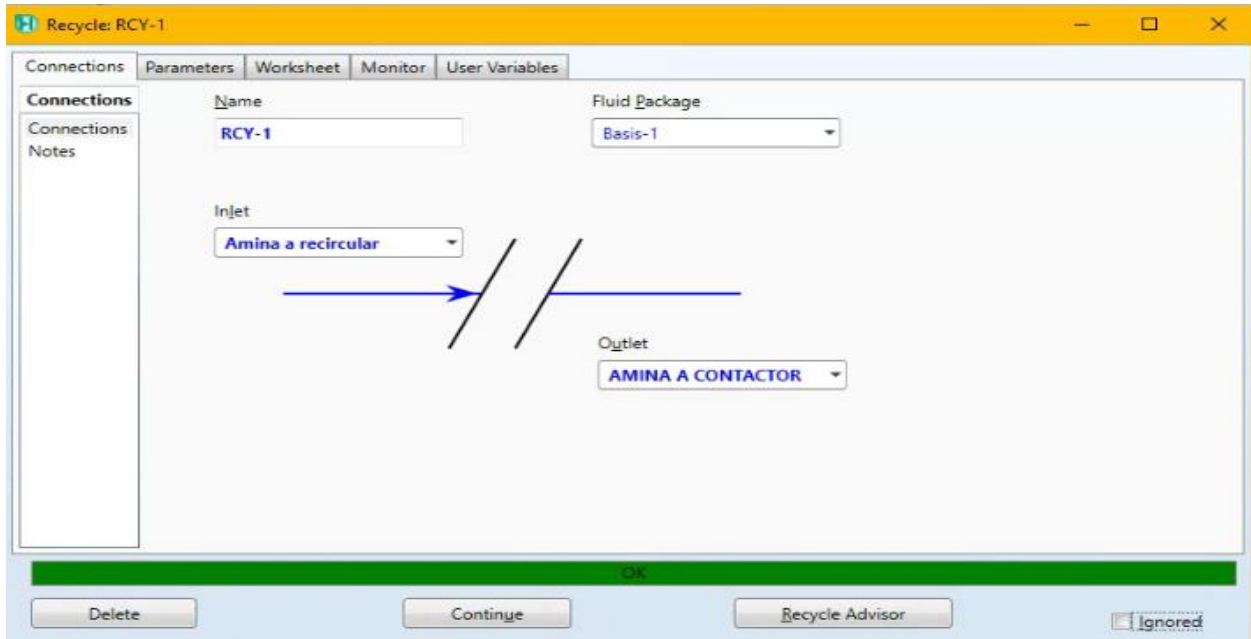 Recycle: RCY-1
Connections Parameters Worksheet Monitor User Variables
Connections
Connections
Notes
Name
RCY-1
Fluid Package
Basis-1
Inlet
Amina a recircular
Outlet
AMINA A CONTACTOR
OK
Delete Continue Recycle Advisor Ignored